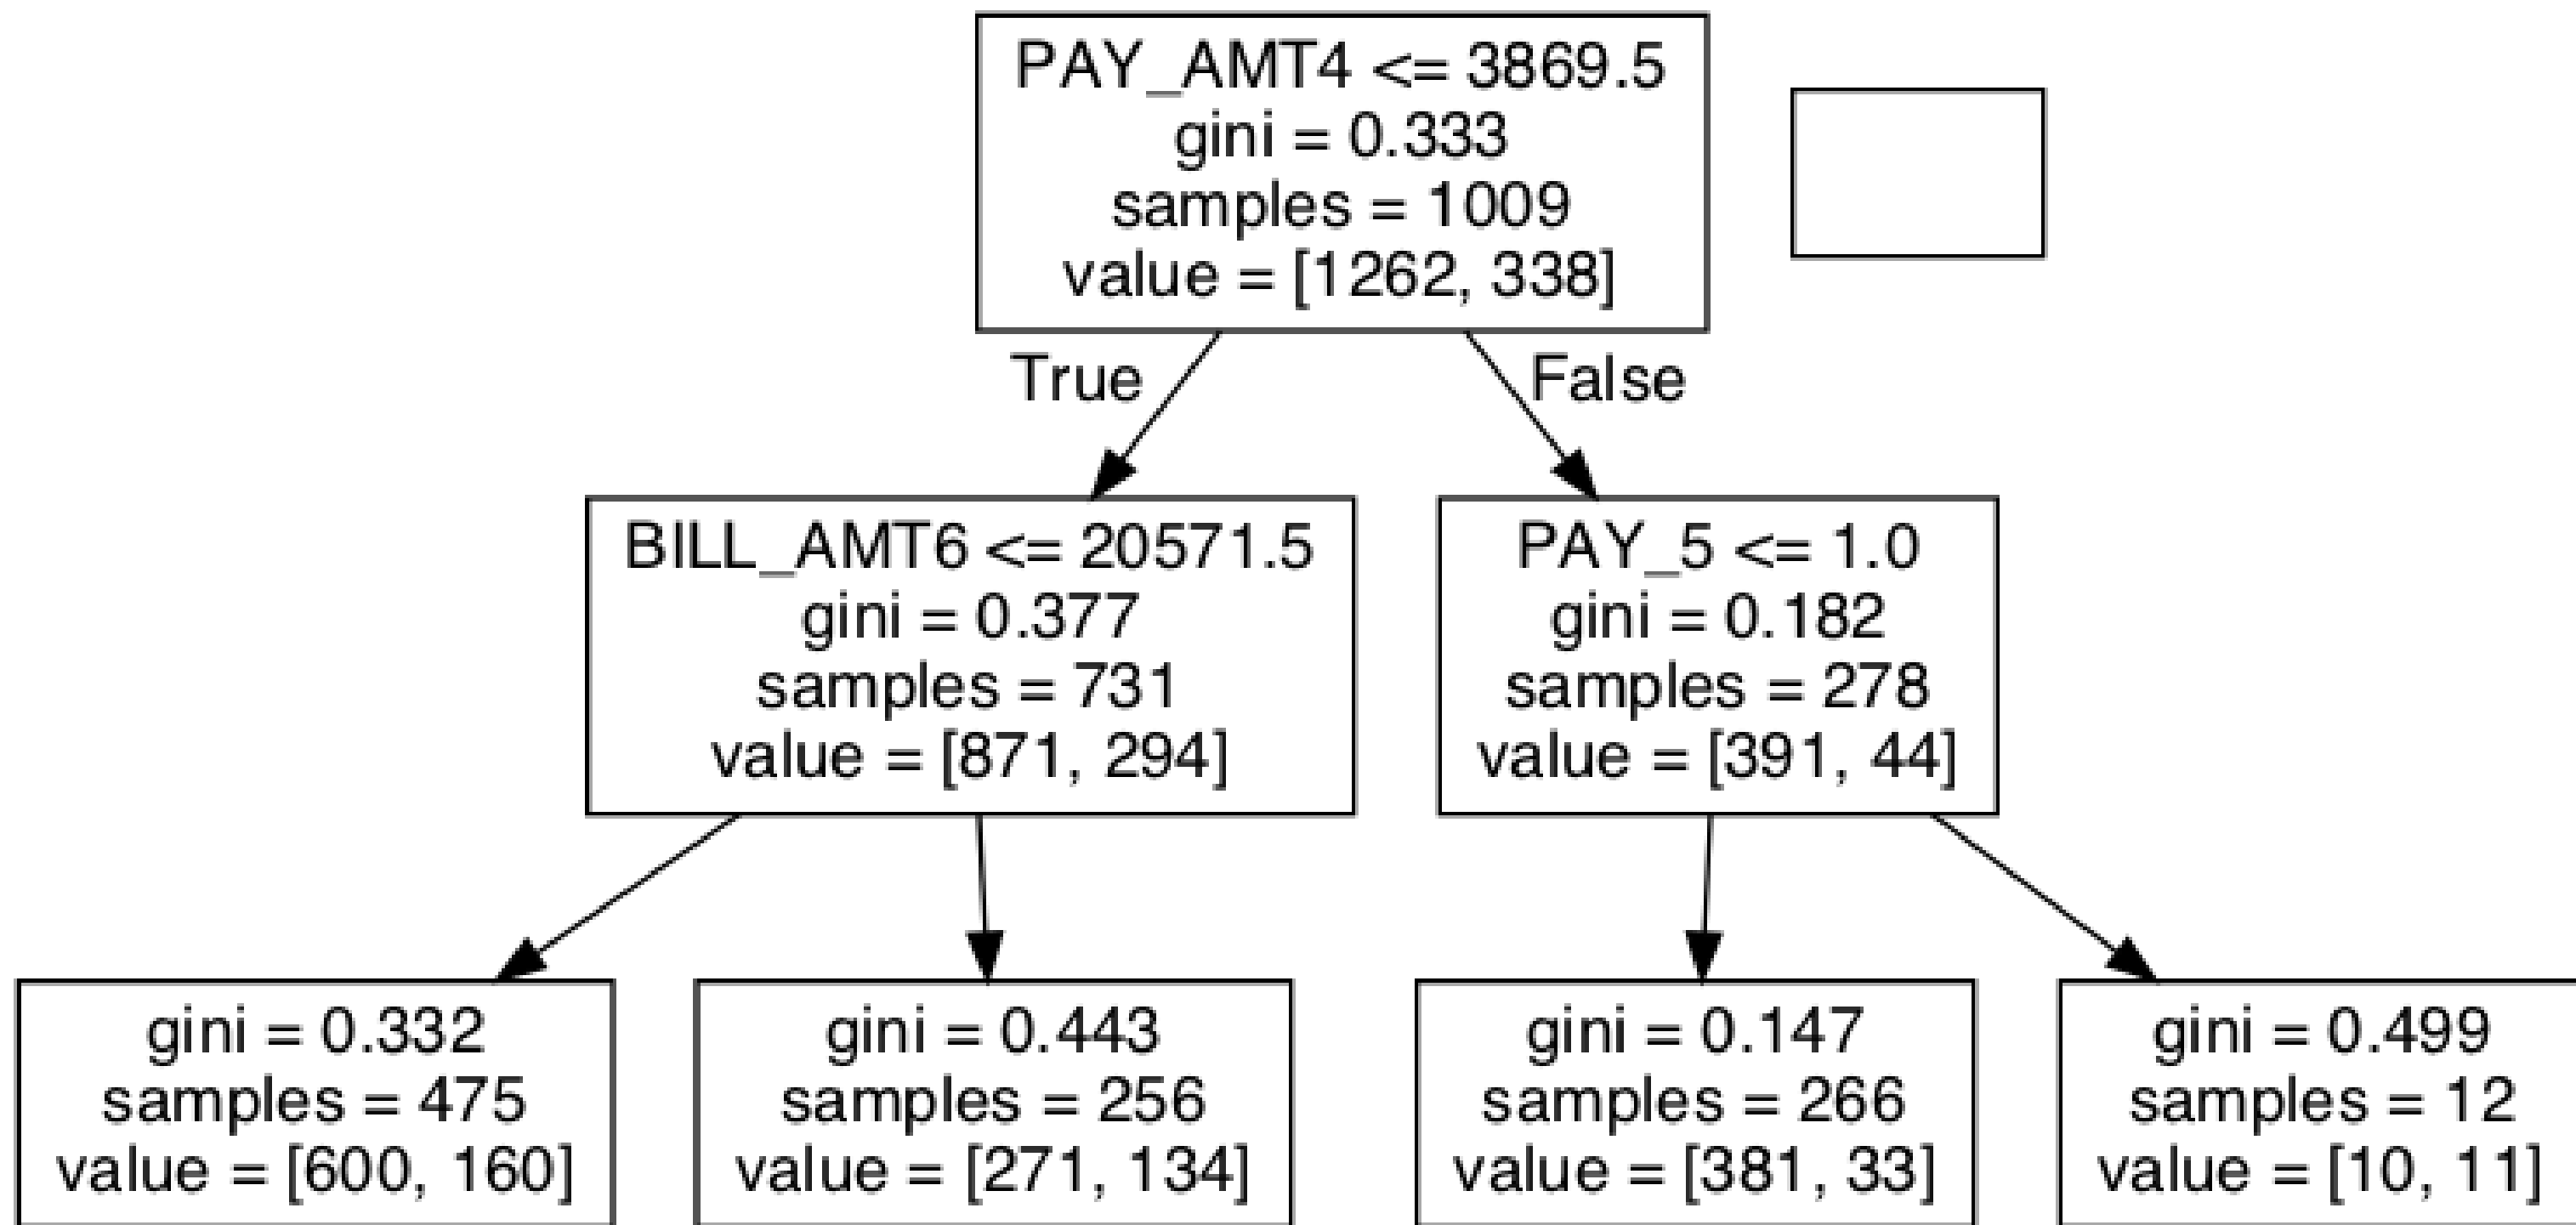 PAY_AMT4 <= 3869.5
gini = 0.333
samples = 1009
value = [1262, 338]
True
False
BILL_AMT6 <= 20571.5
gini = 0.377
samples = 731
value = [871, 294]
PAY_5 <= 1.0
gini = 0.182
samples = 278
value = [391, 44]
gini = 0.332
samples = 475
value = [600, 160]
gini = 0.443
samples = 256
value = [271, 134]
gini = 0.147
samples = 266
value = [381, 33]
gini = 0.499
samples = 12
value = [10, 11]